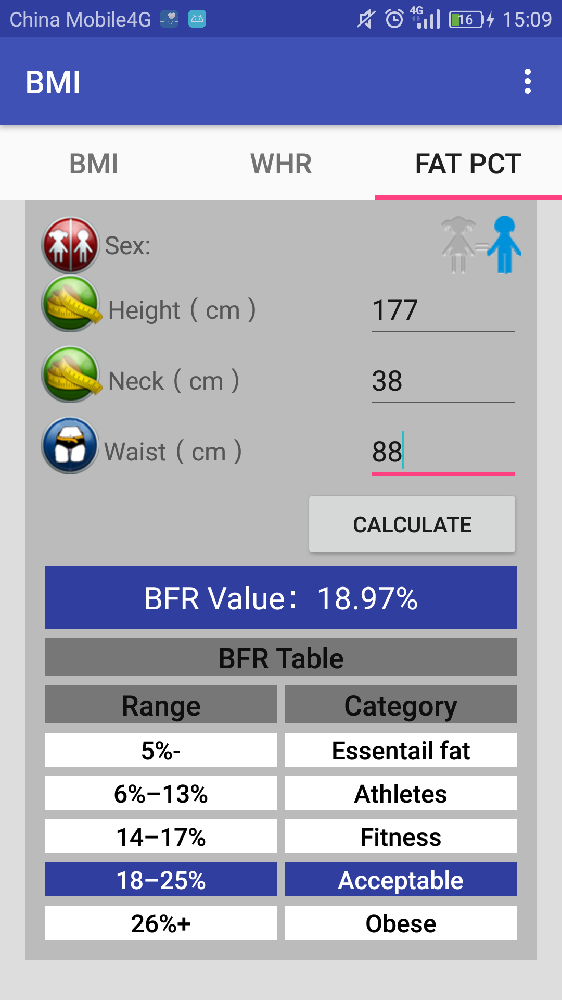 China Mobile4G 4G 16 15:09
BMI
BMI WHR FAT PCT
Sex:
Height ( cm ) 177
Neck ( cm ) 38
Waist ( cm ) 88
CALCULATE
BFR Value: 18.97%
BFR Table
Range Category
5%- Essentail fat
6%–13% Athletes
14–17% Fitness
18–25% Acceptable
26%+ Obese